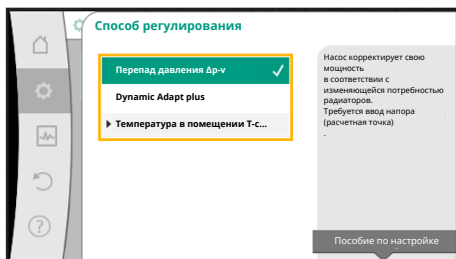 Способ регулирования
Перепад давления Δp-v
Dynamic Adapt plus
Температура в помещении T-c...
Насос корректирует свою
мощность
в соответствии с
изменяющейся потребностью
радиаторов.
Требуется ввод напора
(расчетная точка)
.
Пособие по настройке